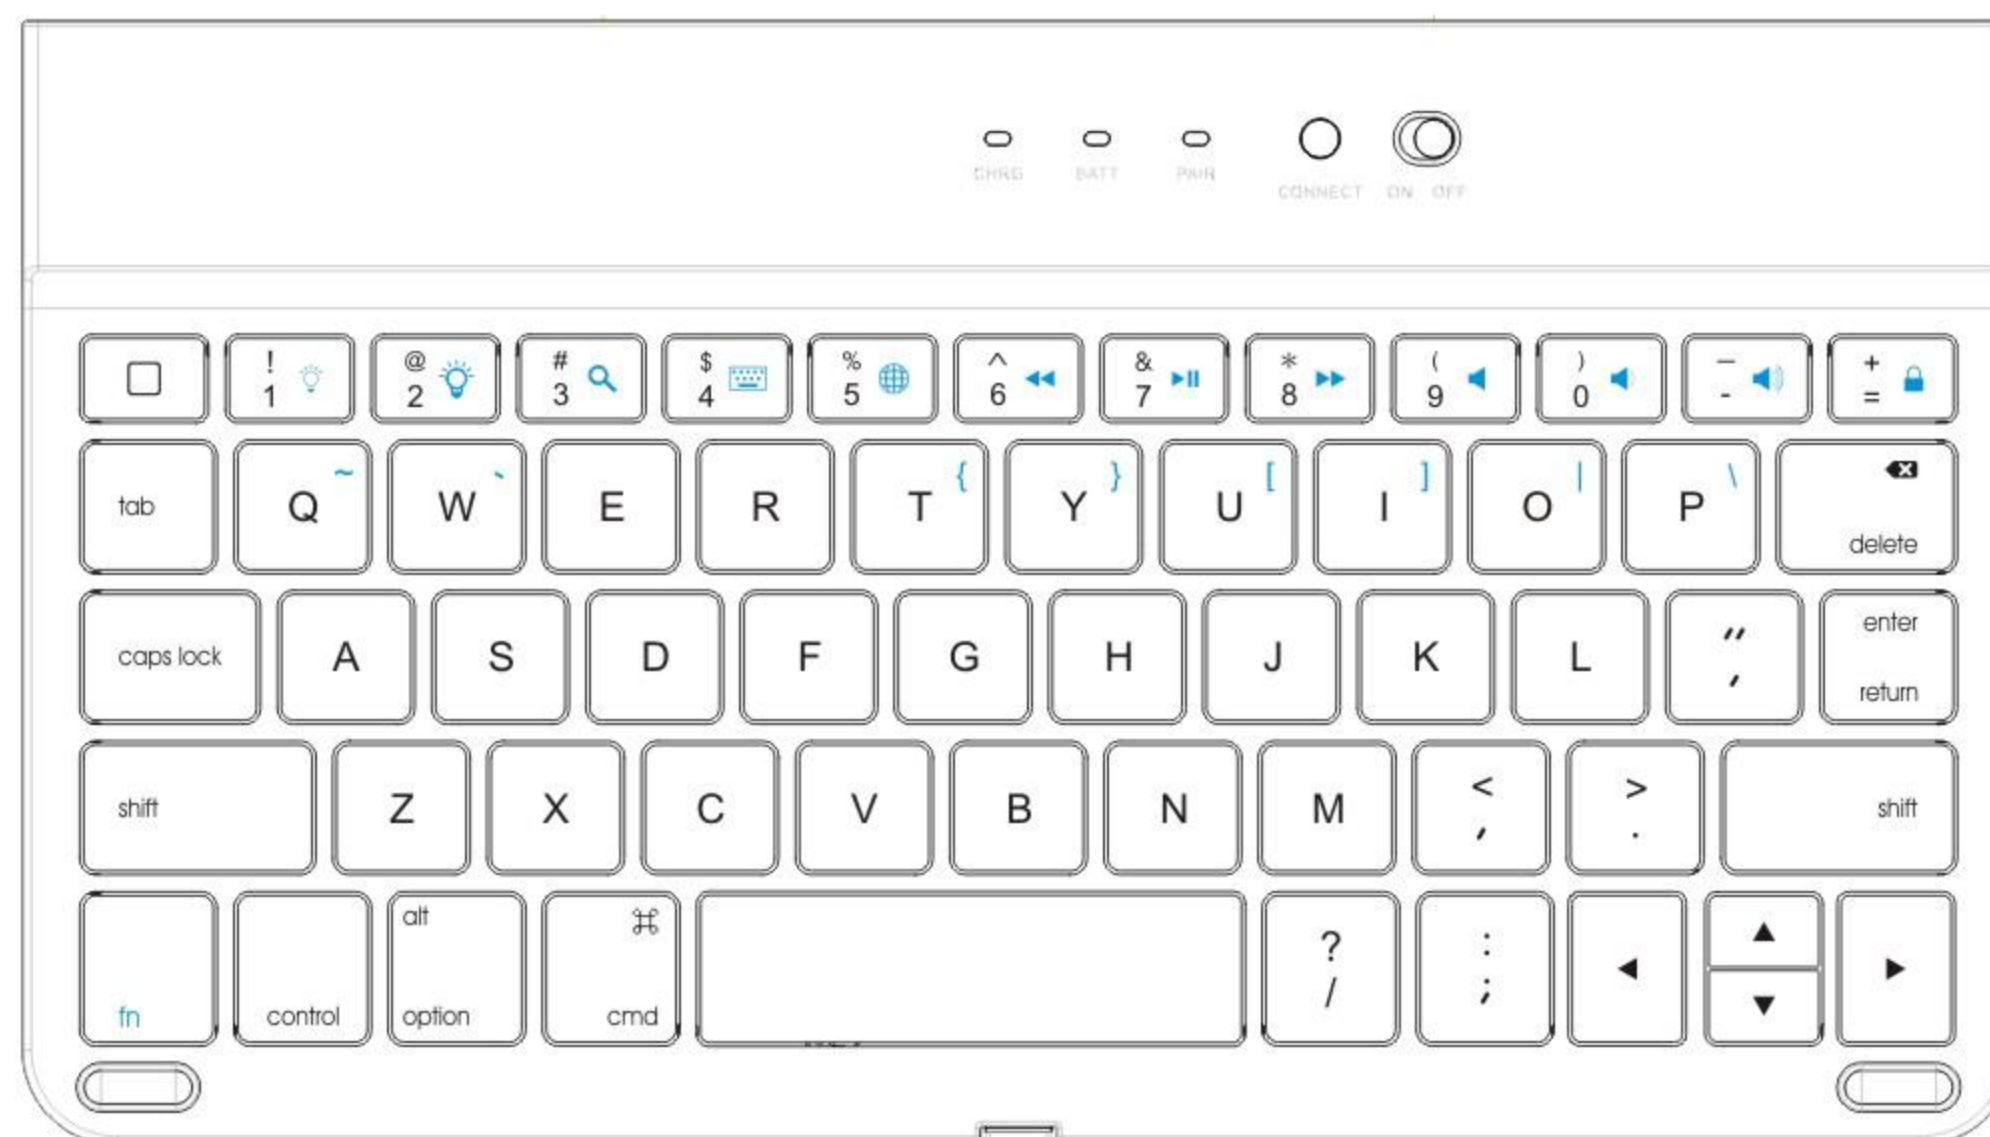 CHRG BATT PAIR CONNECT ON OFF
! 1 @ 2 # 3 $ 4 % 5 ^ 6 & 7 * 8 ( 9 ) 0 — - + =
tab Q ~ W ` E R T { Y } U [ I ] O | P \ delete
caps lock A S D F G H J K L " ' enter return
shift Z X C V B N M < , > . shift
fn control alt option ⌘ cmd ? / : ; ◀ ▲ ▼ ▶